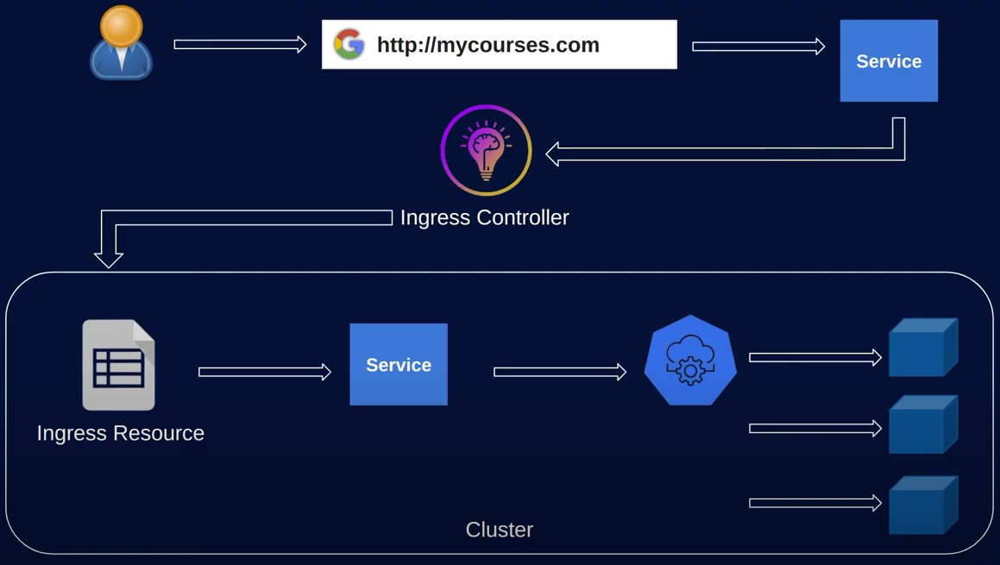 http://mycourses.com
Service
Ingress Controller
Service
Ingress Resource
Cluster